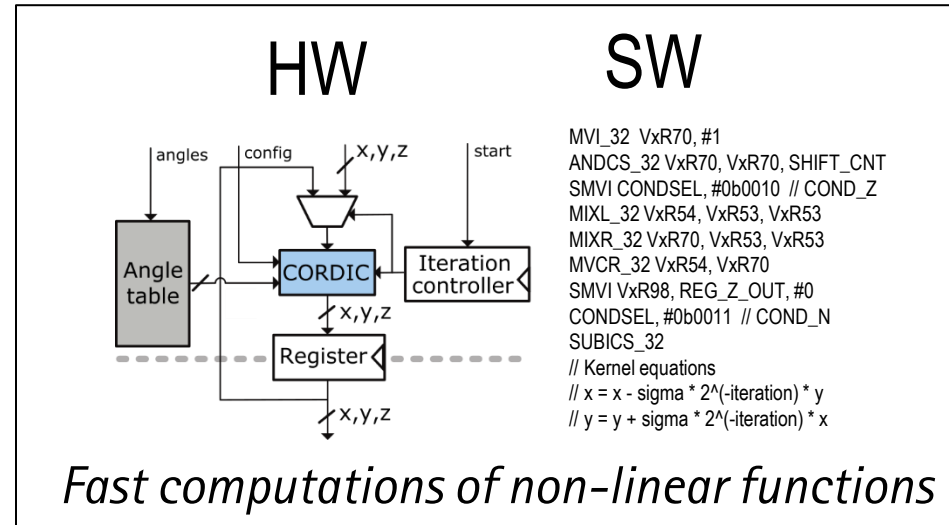 HW
SW
angles
config
x,y,z
start
Angle
table
CORDIC
Iteration
controller
x,y,z
Register
x,y,z
MVI_32 VxR70, #1
ANDCS_32 VxR70, VxR70, SHIFT_CNT
SMVI CONDSEL, #0b0010 // COND_Z
MIXL_32 VxR54, VxR53, VxR53
MIXR_32 VxR70, VxR53, VxR53
MVCR_32 VxR54, VxR70
SMVI VxR98, REG_Z_OUT, #0
CONDSEL, #0b0011 // COND_N
SUBICS_32
// Kernel equations
// x = x - sigma * 2^(-iteration) * y
// y = y + sigma * 2^(-iteration) * x
Fast computations of non-linear functions